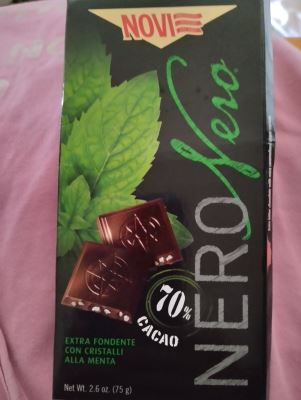 NOVI
NERO Nero
70%
CACAO
EXTRA FONDENTE
CON CRISTALLI
ALLA MENTA
Net Wt. 2.6 oz. (75 g)